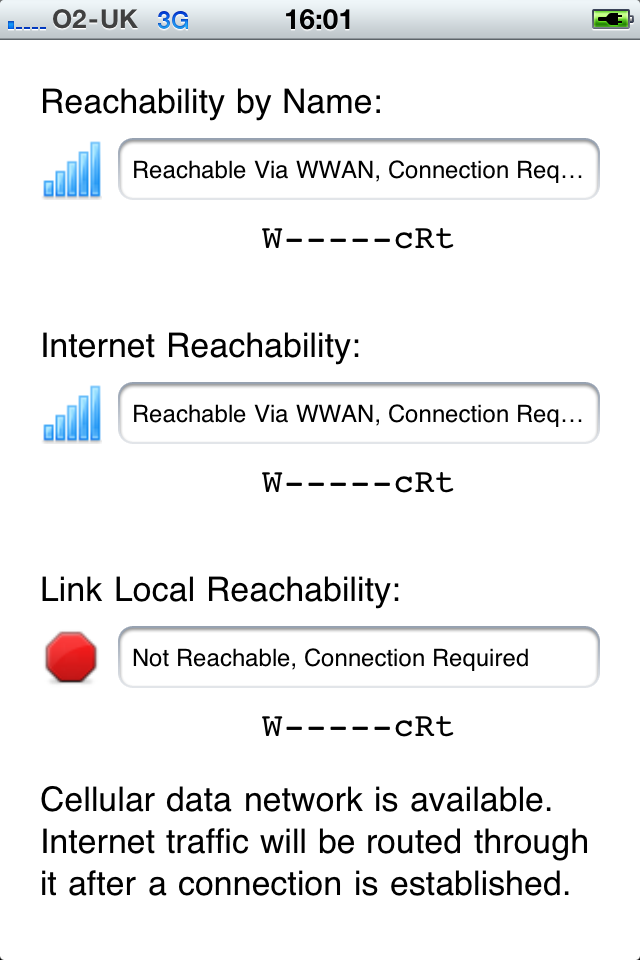 O2-UK 3G 16:01
Reachability by Name:
Reachable Via WWAN, Connection Req...
W-----cRt
Internet Reachability:
Reachable Via WWAN, Connection Req...
W-----cRt
Link Local Reachability:
Not Reachable, Connection Required
W-----cRt
Cellular data network is available.
Internet traffic will be routed through
it after a connection is established.